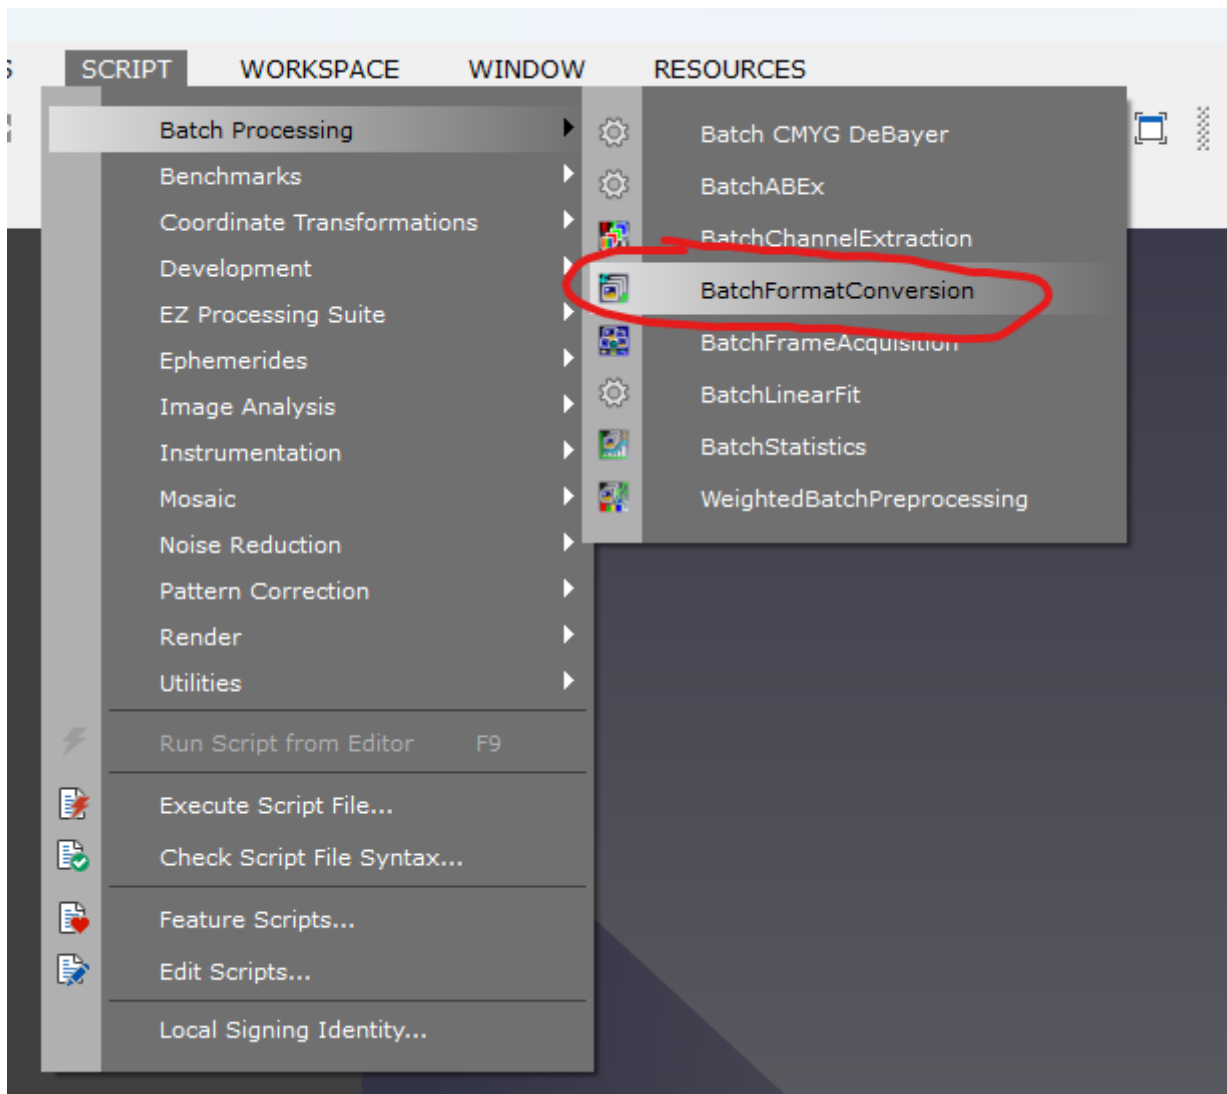 SCRIPT WORKSPACE WINDOW RESOURCES
Batch Processing
Benchmarks
Coordinate Transformations
Development
EZ Processing Suite
Ephemerides
Image Analysis
Instrumentation
Mosaic
Noise Reduction
Pattern Correction
Render
Utilities
Run Script from Editor F9
Execute Script File...
Check Script File Syntax...
Feature Scripts...
Edit Scripts...
Local Signing Identity...
Batch CMYG DeBayer
BatchABEx
BatchChannelExtraction
BatchFormatConversion
BatchFrameAcquisition
BatchLinearFit
BatchStatistics
WeightedBatchPreprocessing